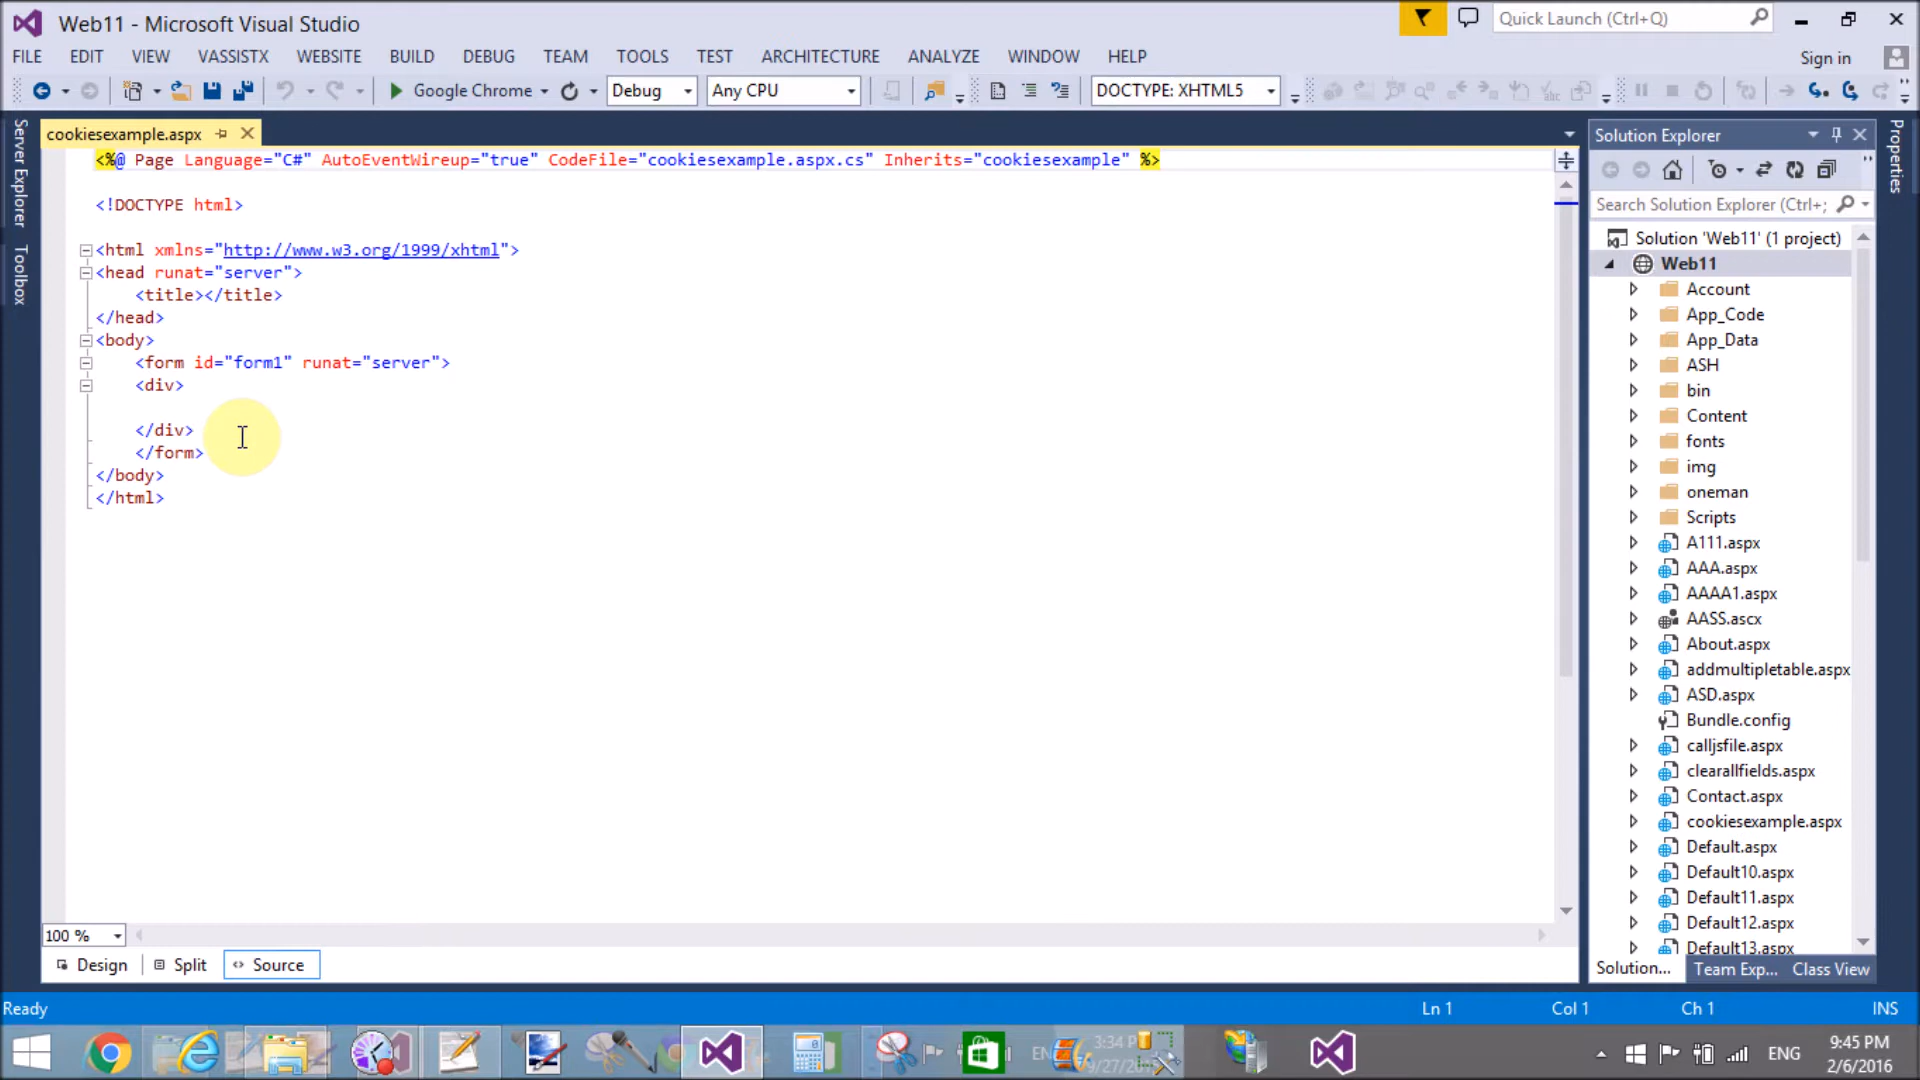 Web11 - Microsoft Visual Studio
Quick Launch (Ctrl+Q)
FILE EDIT VIEW VASSISTX WEBSITE BUILD DEBUG TEAM TOOLS TEST ARCHITECTURE ANALYZE WINDOW HELP
Sign in
Google Chrome Debug Any CPU DOCTYPE: XHTML5
Server Explorer
Toolbox
cookiesexample.aspx
<%@ Page Language="C#" AutoEventWireup="true" CodeFile="cookiesexample.aspx.cs" Inherits="cookiesexample" %>
<!DOCTYPE html>
<html xmlns="http://www.w3.org/1999/xhtml">
<head runat="server">
<title></title>
</head>
<body>
<form id="form1" runat="server">
<div>
</div>
</form>
</body>
</html>
100 %
Design Split Source
Solution Explorer
Properties
Search Solution Explorer (Ctrl+;
Solution 'Web11' (1 project)
Web11
Account
App_Code
App_Data
ASH
bin
Content
fonts
img
oneman
Scripts
A111.aspx
AAA.aspx
AAAA1.aspx
AASS.ascx
About.aspx
addmultipletable.aspx
ASD.aspx
Bundle.config
calljsfile.aspx
clearallfields.aspx
Contact.aspx
cookiesexample.aspx
Default.aspx
Default10.aspx
Default11.aspx
Default12.aspx
Default13.aspx
Solution... Team Exp... Class View
Ready Ln 1 Col 1 Ch 1 INS
3:34 P
ENG
9:45 PM
2/6/2016